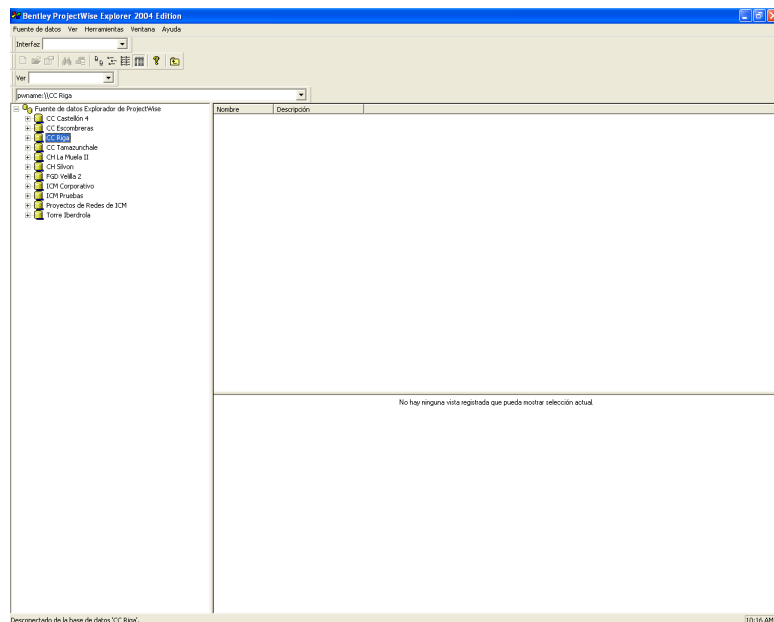 Bentley ProjectWise Explorer 2004 Edition
Fuente de datos Ver Herramientas Ventana Ayuda
Interfaz
Ver
pwname:\\CC Riga
Fuente de datos Explorador de ProjectWise
CC Castellón 4
CC Escombreras
CC Riga
CC Tamazunchale
CH La Muela II
CH Silvon
FGD Velilla 2
ICM Corporativo
ICM Pruebas
Proyectos de Redes de ICM
Torre Iberdrola
Nombre Descripción
No hay ninguna vista registrada que pueda mostrar selección actual.
Desconectado de la base de datos 'CC Riga'. 10:16 AM